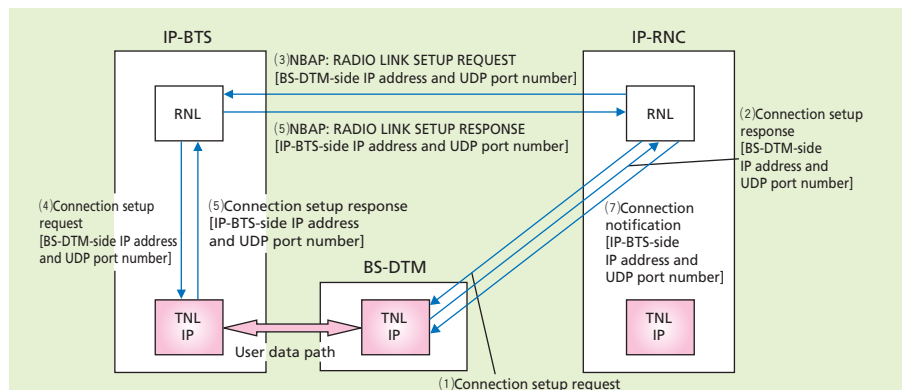 IP-BTS
IP-RNC
(3)NBAP: RADIO LINK SETUP REQUEST
[BS-DTM-side IP address and UDP port number]
RNL
RNL
(5)NBAP: RADIO LINK SETUP RESPONSE
[IP-BTS-side IP address and UDP port number]
(2)Connection setup
response
[BS-DTM-side
IP address and
UDP port number]
(4)Connection setup
request
[BS-DTM-side IP address
and UDP port number]
(5)Connection setup response
[IP-BTS-side IP address
and UDP port number]
(7)Connection
notification
[IP-BTS-side
IP address and
UDP port number]
BS-DTM
TNL
IP
TNL
IP
TNL
IP
User data path
(1)Connection setup request